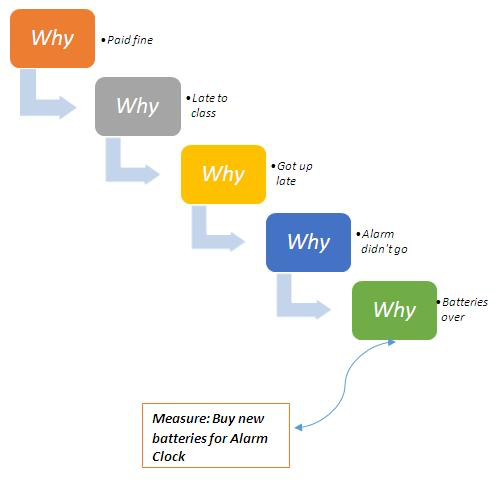 Why
•Paid fine
Why
•Late to
class
Why
•Got up
late
Why
•Alarm
didn't go
Why
•Batteries
over
Measure: Buy new
batteries for Alarm
Clock